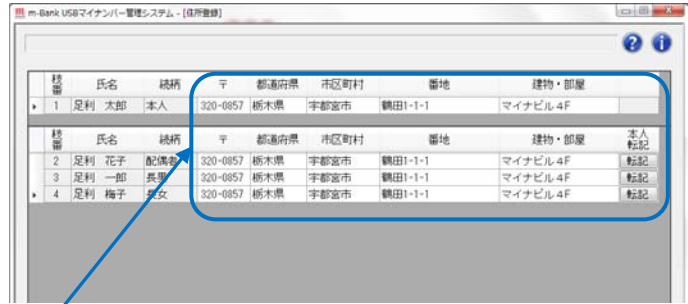 m-Bank USBマイナンバー管理システム - [住所登録]
枝番 氏名 続柄 〒 都道府県 市区町村 番地 建物・部屋
1 足利 太郎 本人 320-0857 栃木県 宇都宮市 鶴田1-1-1 マイナビル4F
枝番 氏名 続柄 〒 都道府県 市区町村 番地 建物・部屋 本人転記
2 足利 花子 配偶者 320-0857 栃木県 宇都宮市 鶴田1-1-1 マイナビル4F 転記
3 足利 一郎 長男 320-0857 栃木県 宇都宮市 鶴田1-1-1 マイナビル4F 転記
4 足利 梅子 長女 320-0857 栃木県 宇都宮市 鶴田1-1-1 マイナビル4F 転記